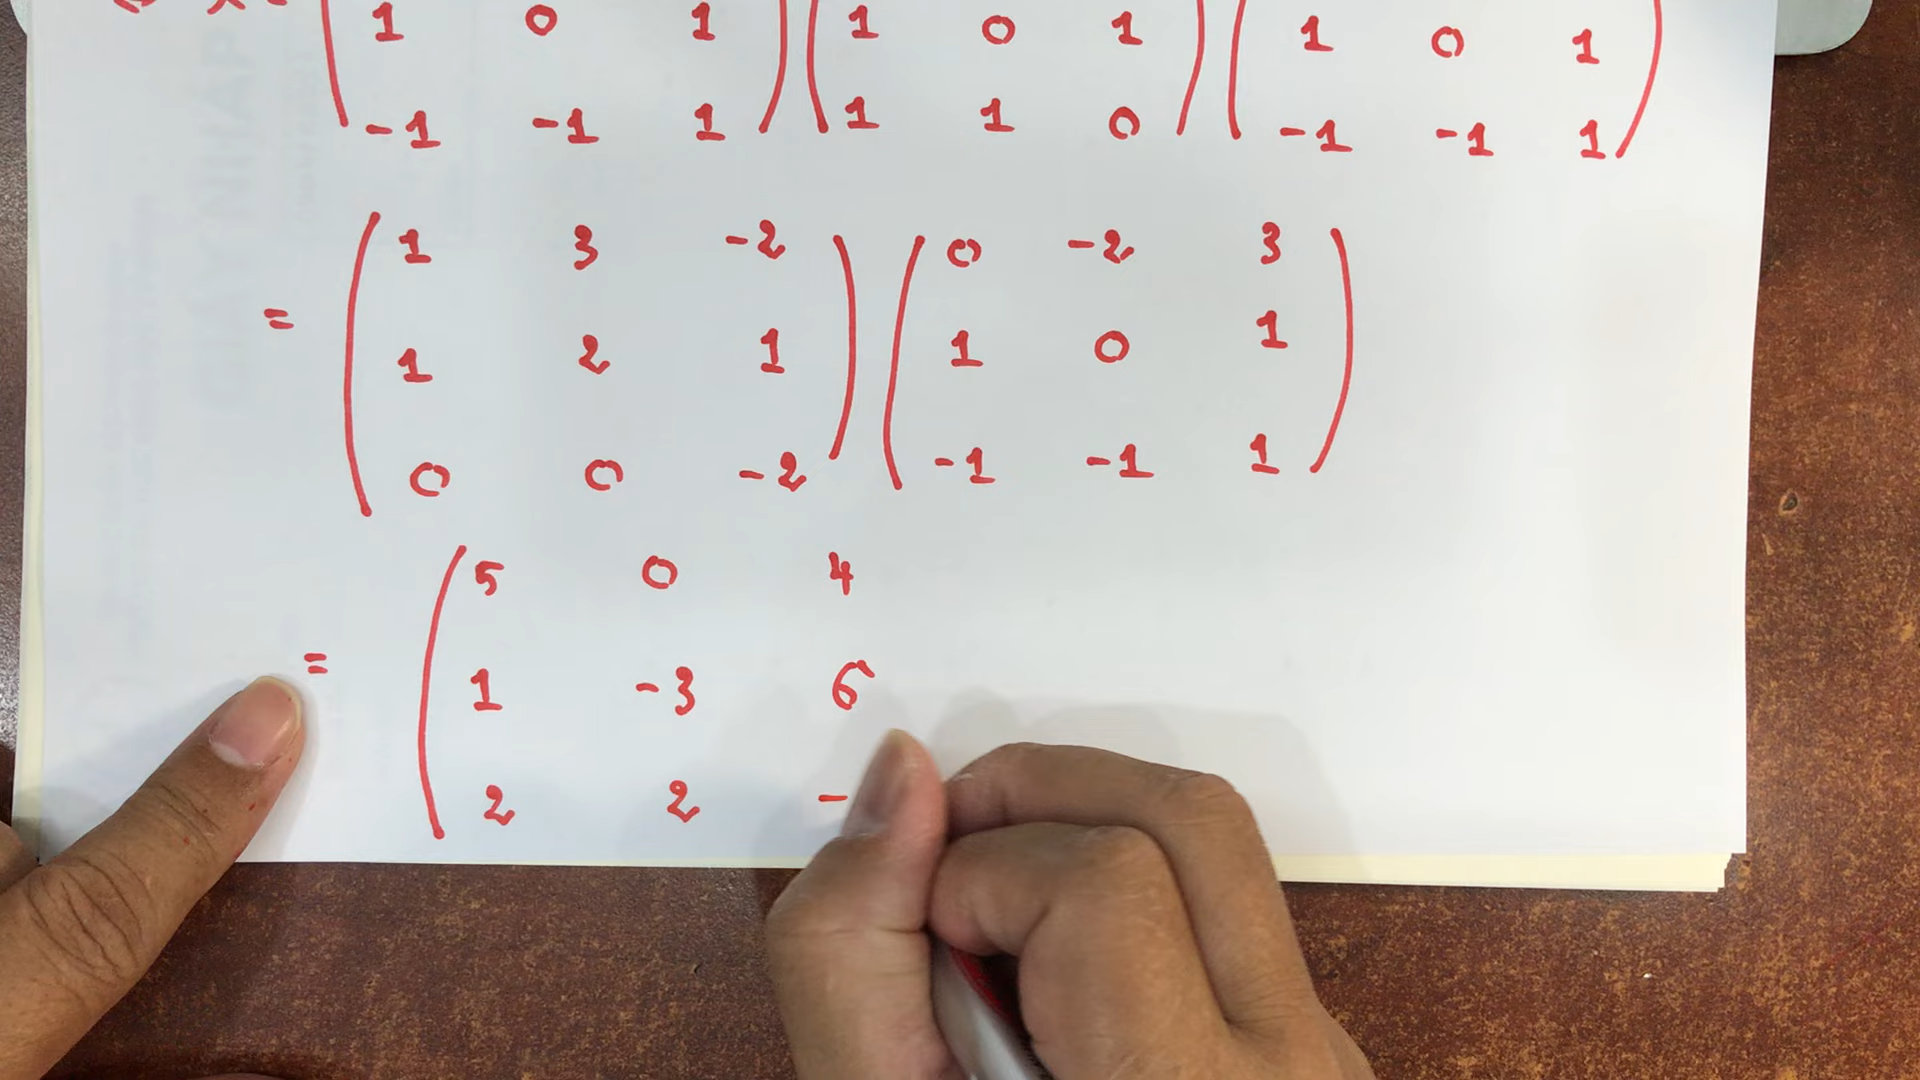 1 0 1 1 0 1 1 0 1
-1 -1 1 1 1 0 -1 -1 1
1 3 -2 0 -2 3
= 1 2 1 1 0 1
0 0 -2 -1 -1 1
5 0 4
= 1 -3 6
2 2 -